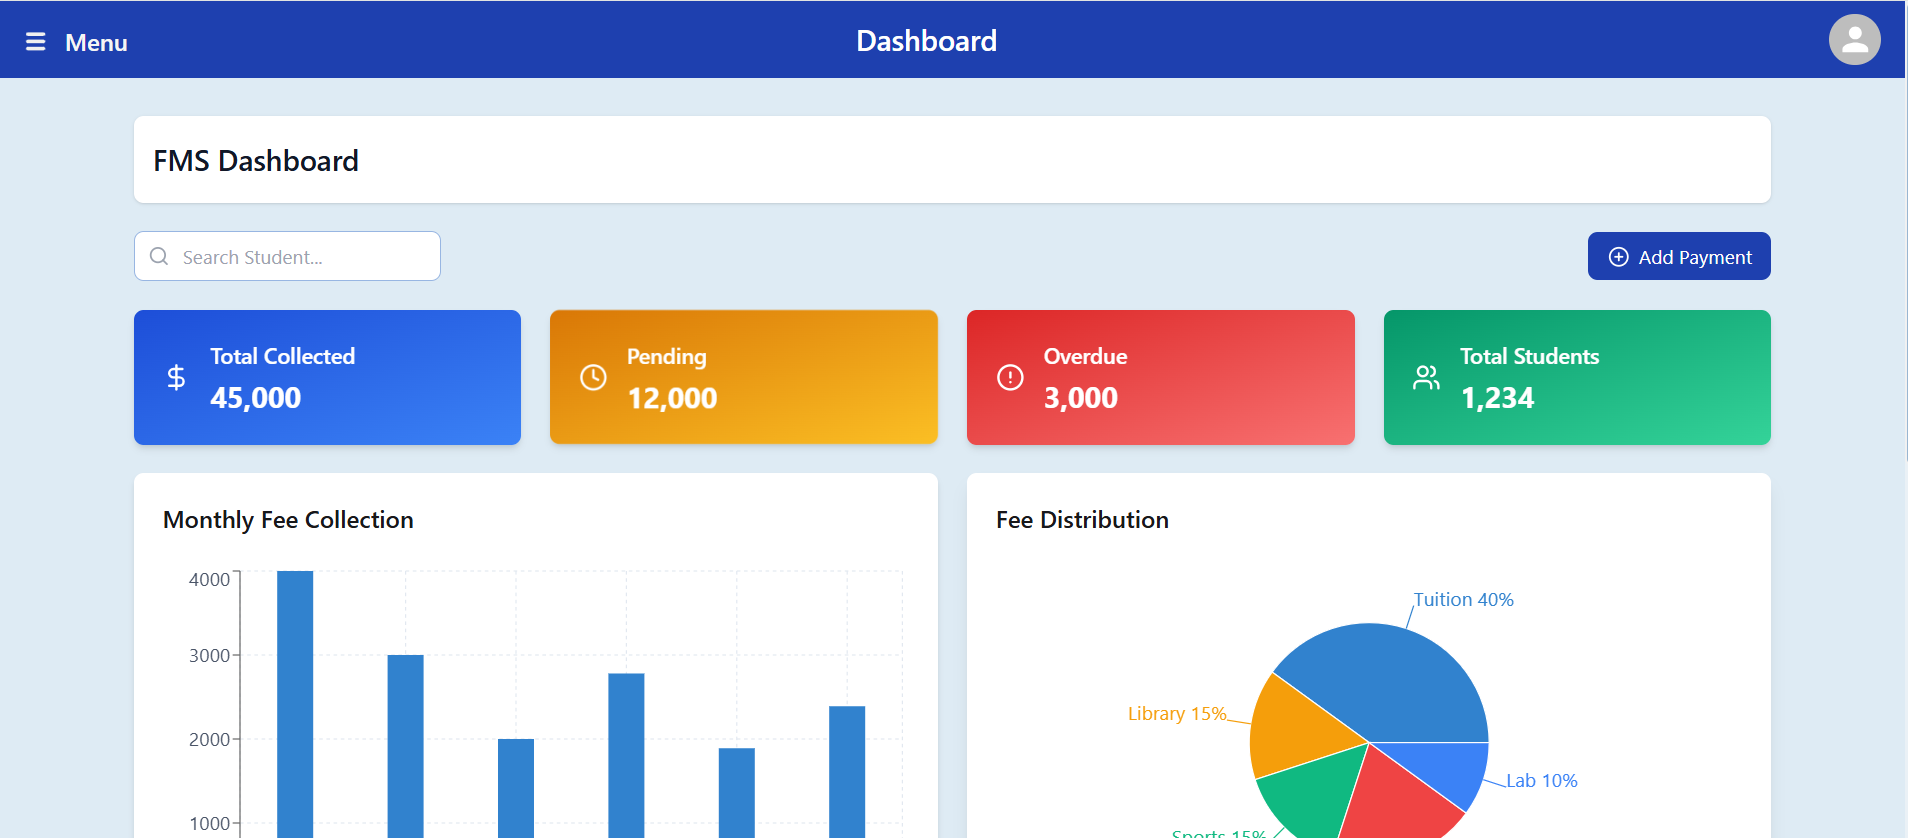 Menu
Dashboard
FMS Dashboard
Search Student...
Add Payment
Total Collected
45,000
Pending
12,000
Overdue
3,000
Total Students
1,234
Monthly Fee Collection
4000
3000
2000
1000
Fee Distribution
Tuition 40%
Library 15%
Lab 10%
Sports 15%